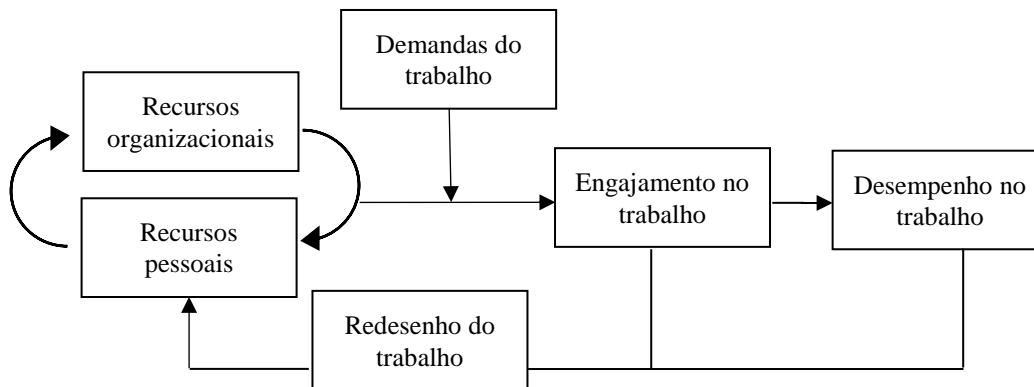 Demandas do
trabalho
Recursos
organizacionais
Recursos
pessoais
Engajamento no
trabalho
Desempenho no
trabalho
Redesenho do
trabalho